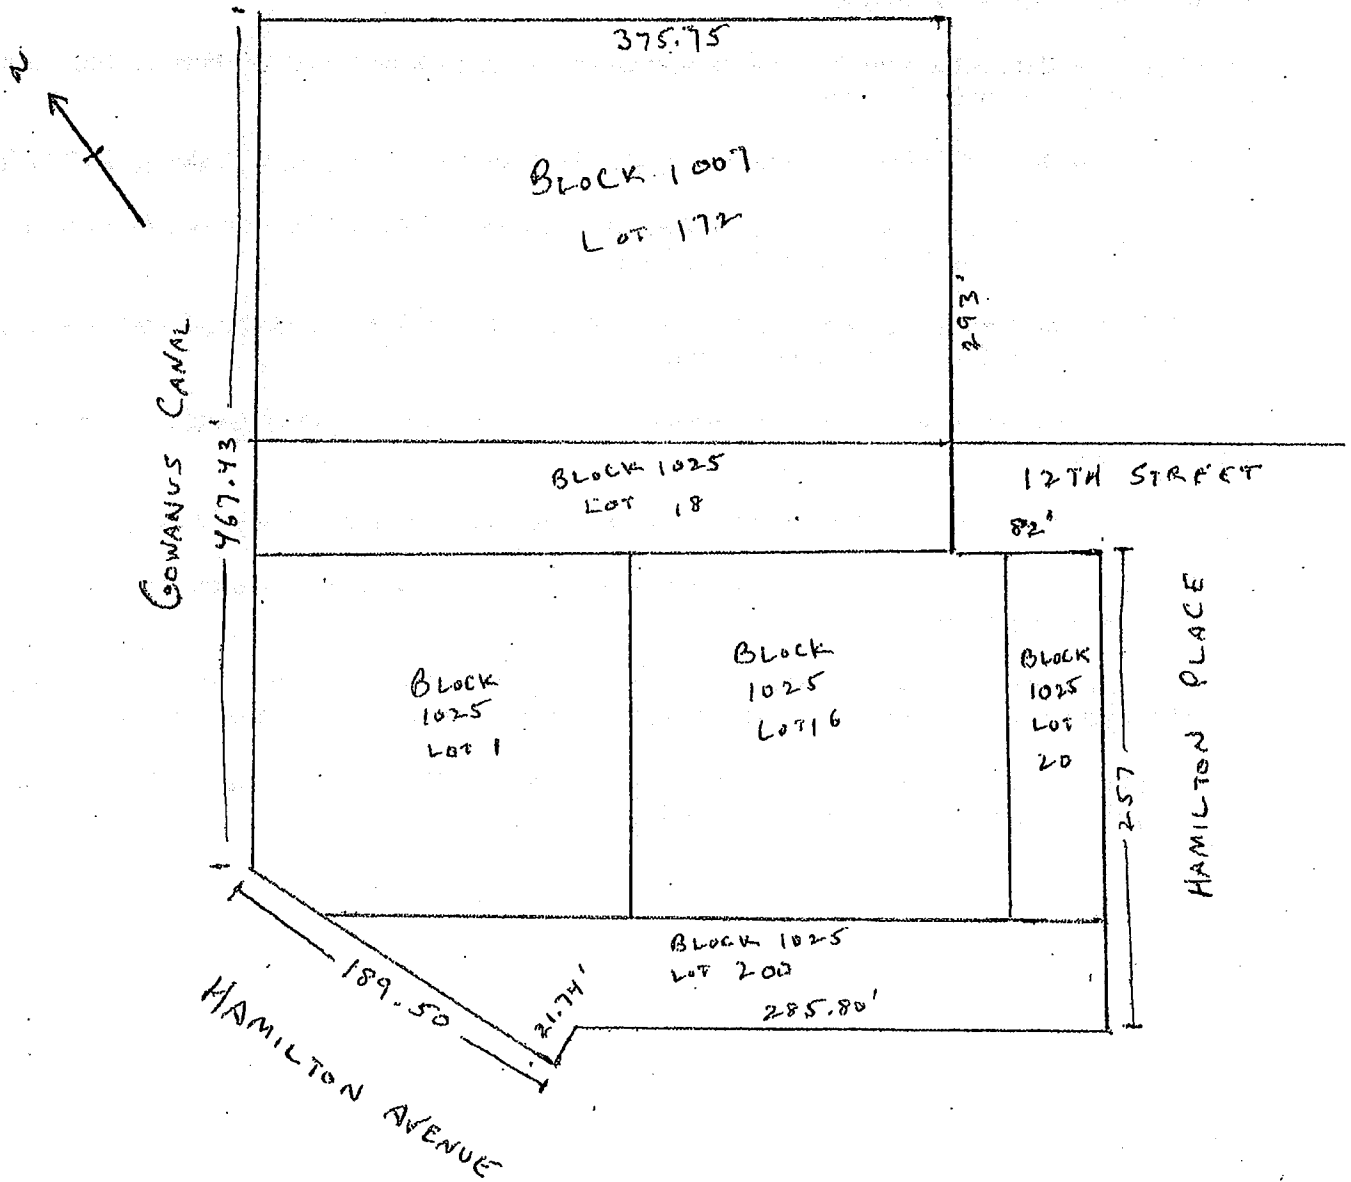 375.75
N
BLOCK 1007
LOT 172
293'
GOWANUS CANAL
467.43'
BLOCK 1025
LOT 18
12TH STREET
82'
BLOCK
1025
LOT 1
BLOCK
1025
LOT 16
BLOCK
1025
LOT
20
257
HAMILTON PLACE
BLOCK 1025
LOT 200
285.80'
21.74'
189.50
HAMILTON AVENUE